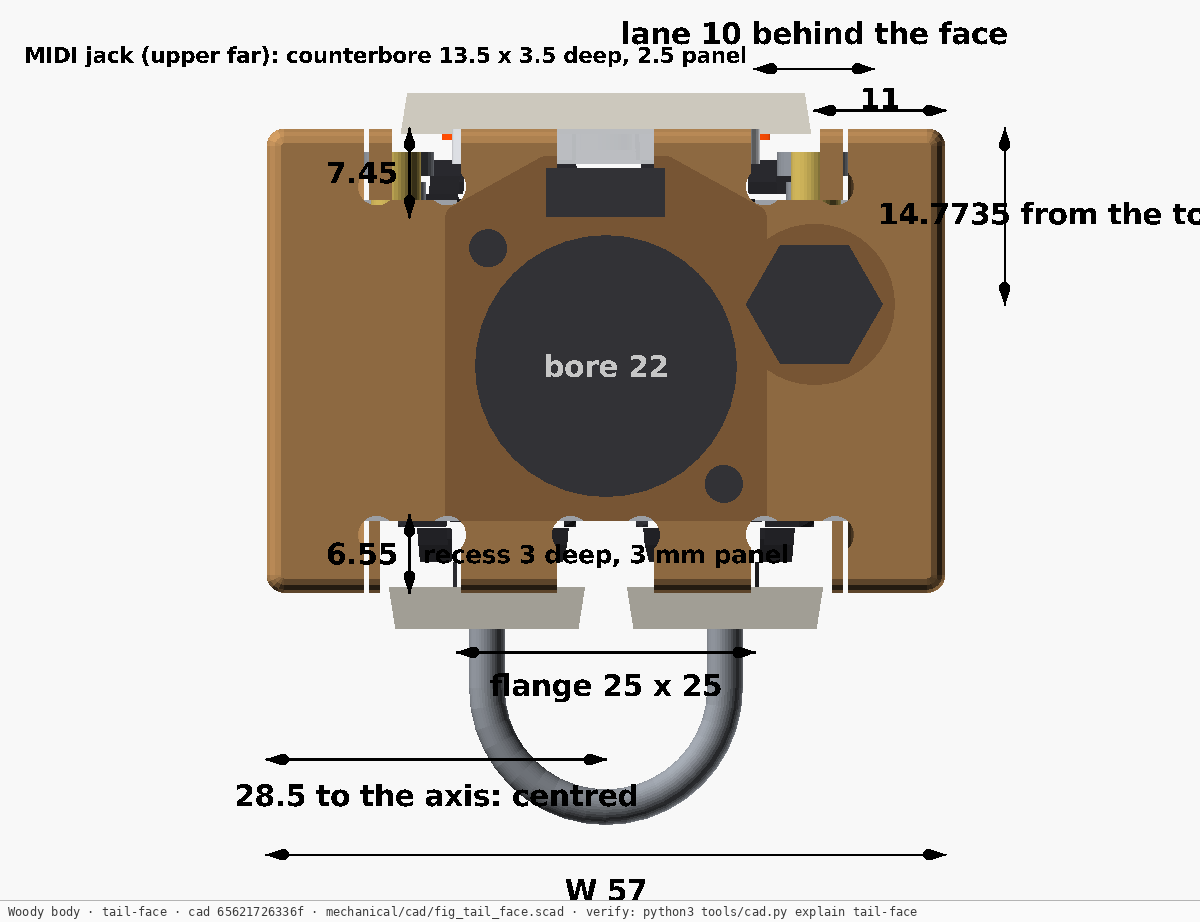 lane 10 behind the face
MIDI jack (upper far): counterbore 13.5 x 3.5 deep, 2.5 panel
11
7.45
14.7735 from the to
bore 22
6.55
recess 3 deep, 3 mm panel
flange 25 x 25
28.5 to the axis: centred
W 57
Woody body · tail-face · cad 65621726336f · mechanical/cad/fig_tail_face.scad · verify: python3 tools/cad.py explain tail-face